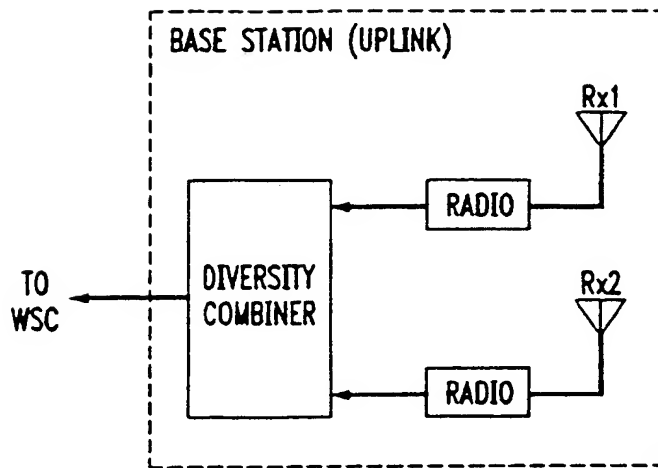 BASE STATION (UPLINK)
Rx1
RADIO
DIVERSITY
COMBINER
TO
WSC
Rx2
RADIO